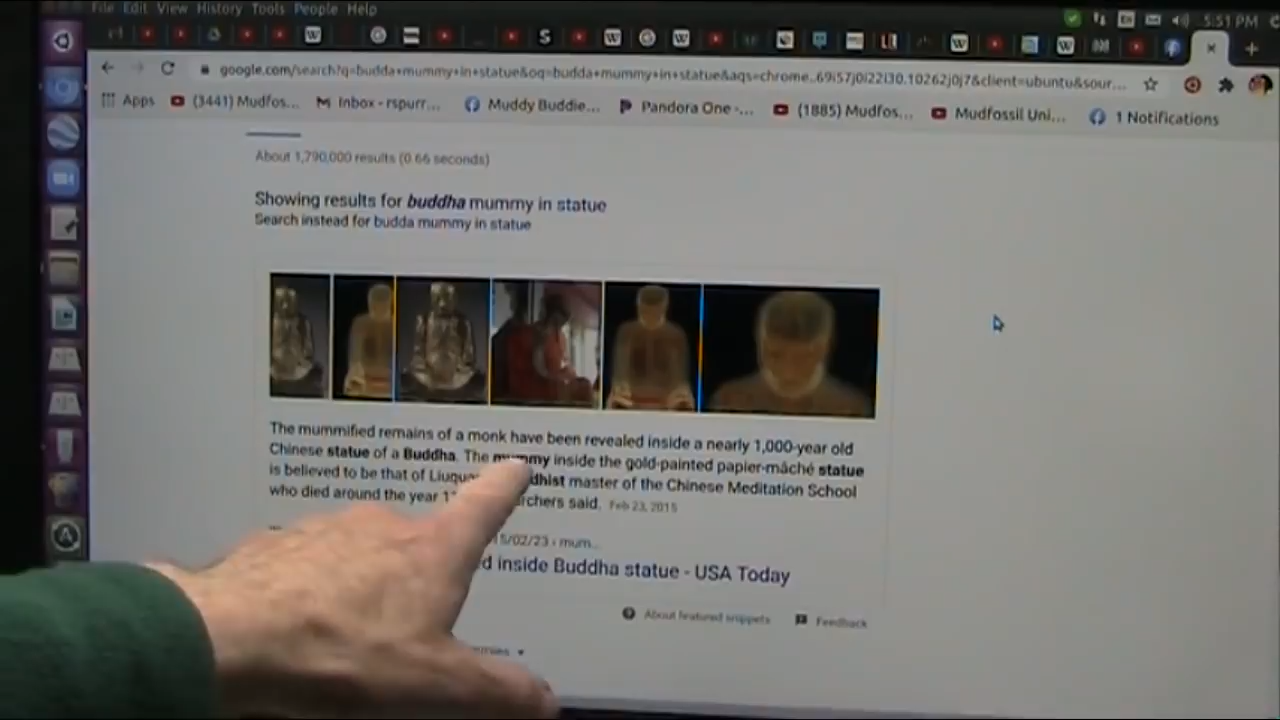 File Edit View History Tools People Help
5:51 PM
google.com/search?q=budda+mummy+in+statue&oq=budda+mummy+in+statue&aqs=chrome..69i57j0i22i30.10262j0j7&client=ubuntu&sour...
Apps (3441) Mudfos... Inbox - rspurr... Muddy Buddie... Pandora One -... (1885) Mudfos... Mudfossil Uni... 1 Notifications
About 1,790,000 results (0.66 seconds)
Showing results for buddha mummy in statue
Search instead for budda mummy in statue
The mummified remains of a monk have been revealed inside a nearly 1,000-year old
Chinese statue of a Buddha. The mummy inside the gold-painted papier-mâché statue
is believed to be that of master of the Chinese Meditation School
who died around the year said. Feb 23, 2015
15/02/23 › mum...
inside Buddha statue - USA Today
About featured snippets Feedback